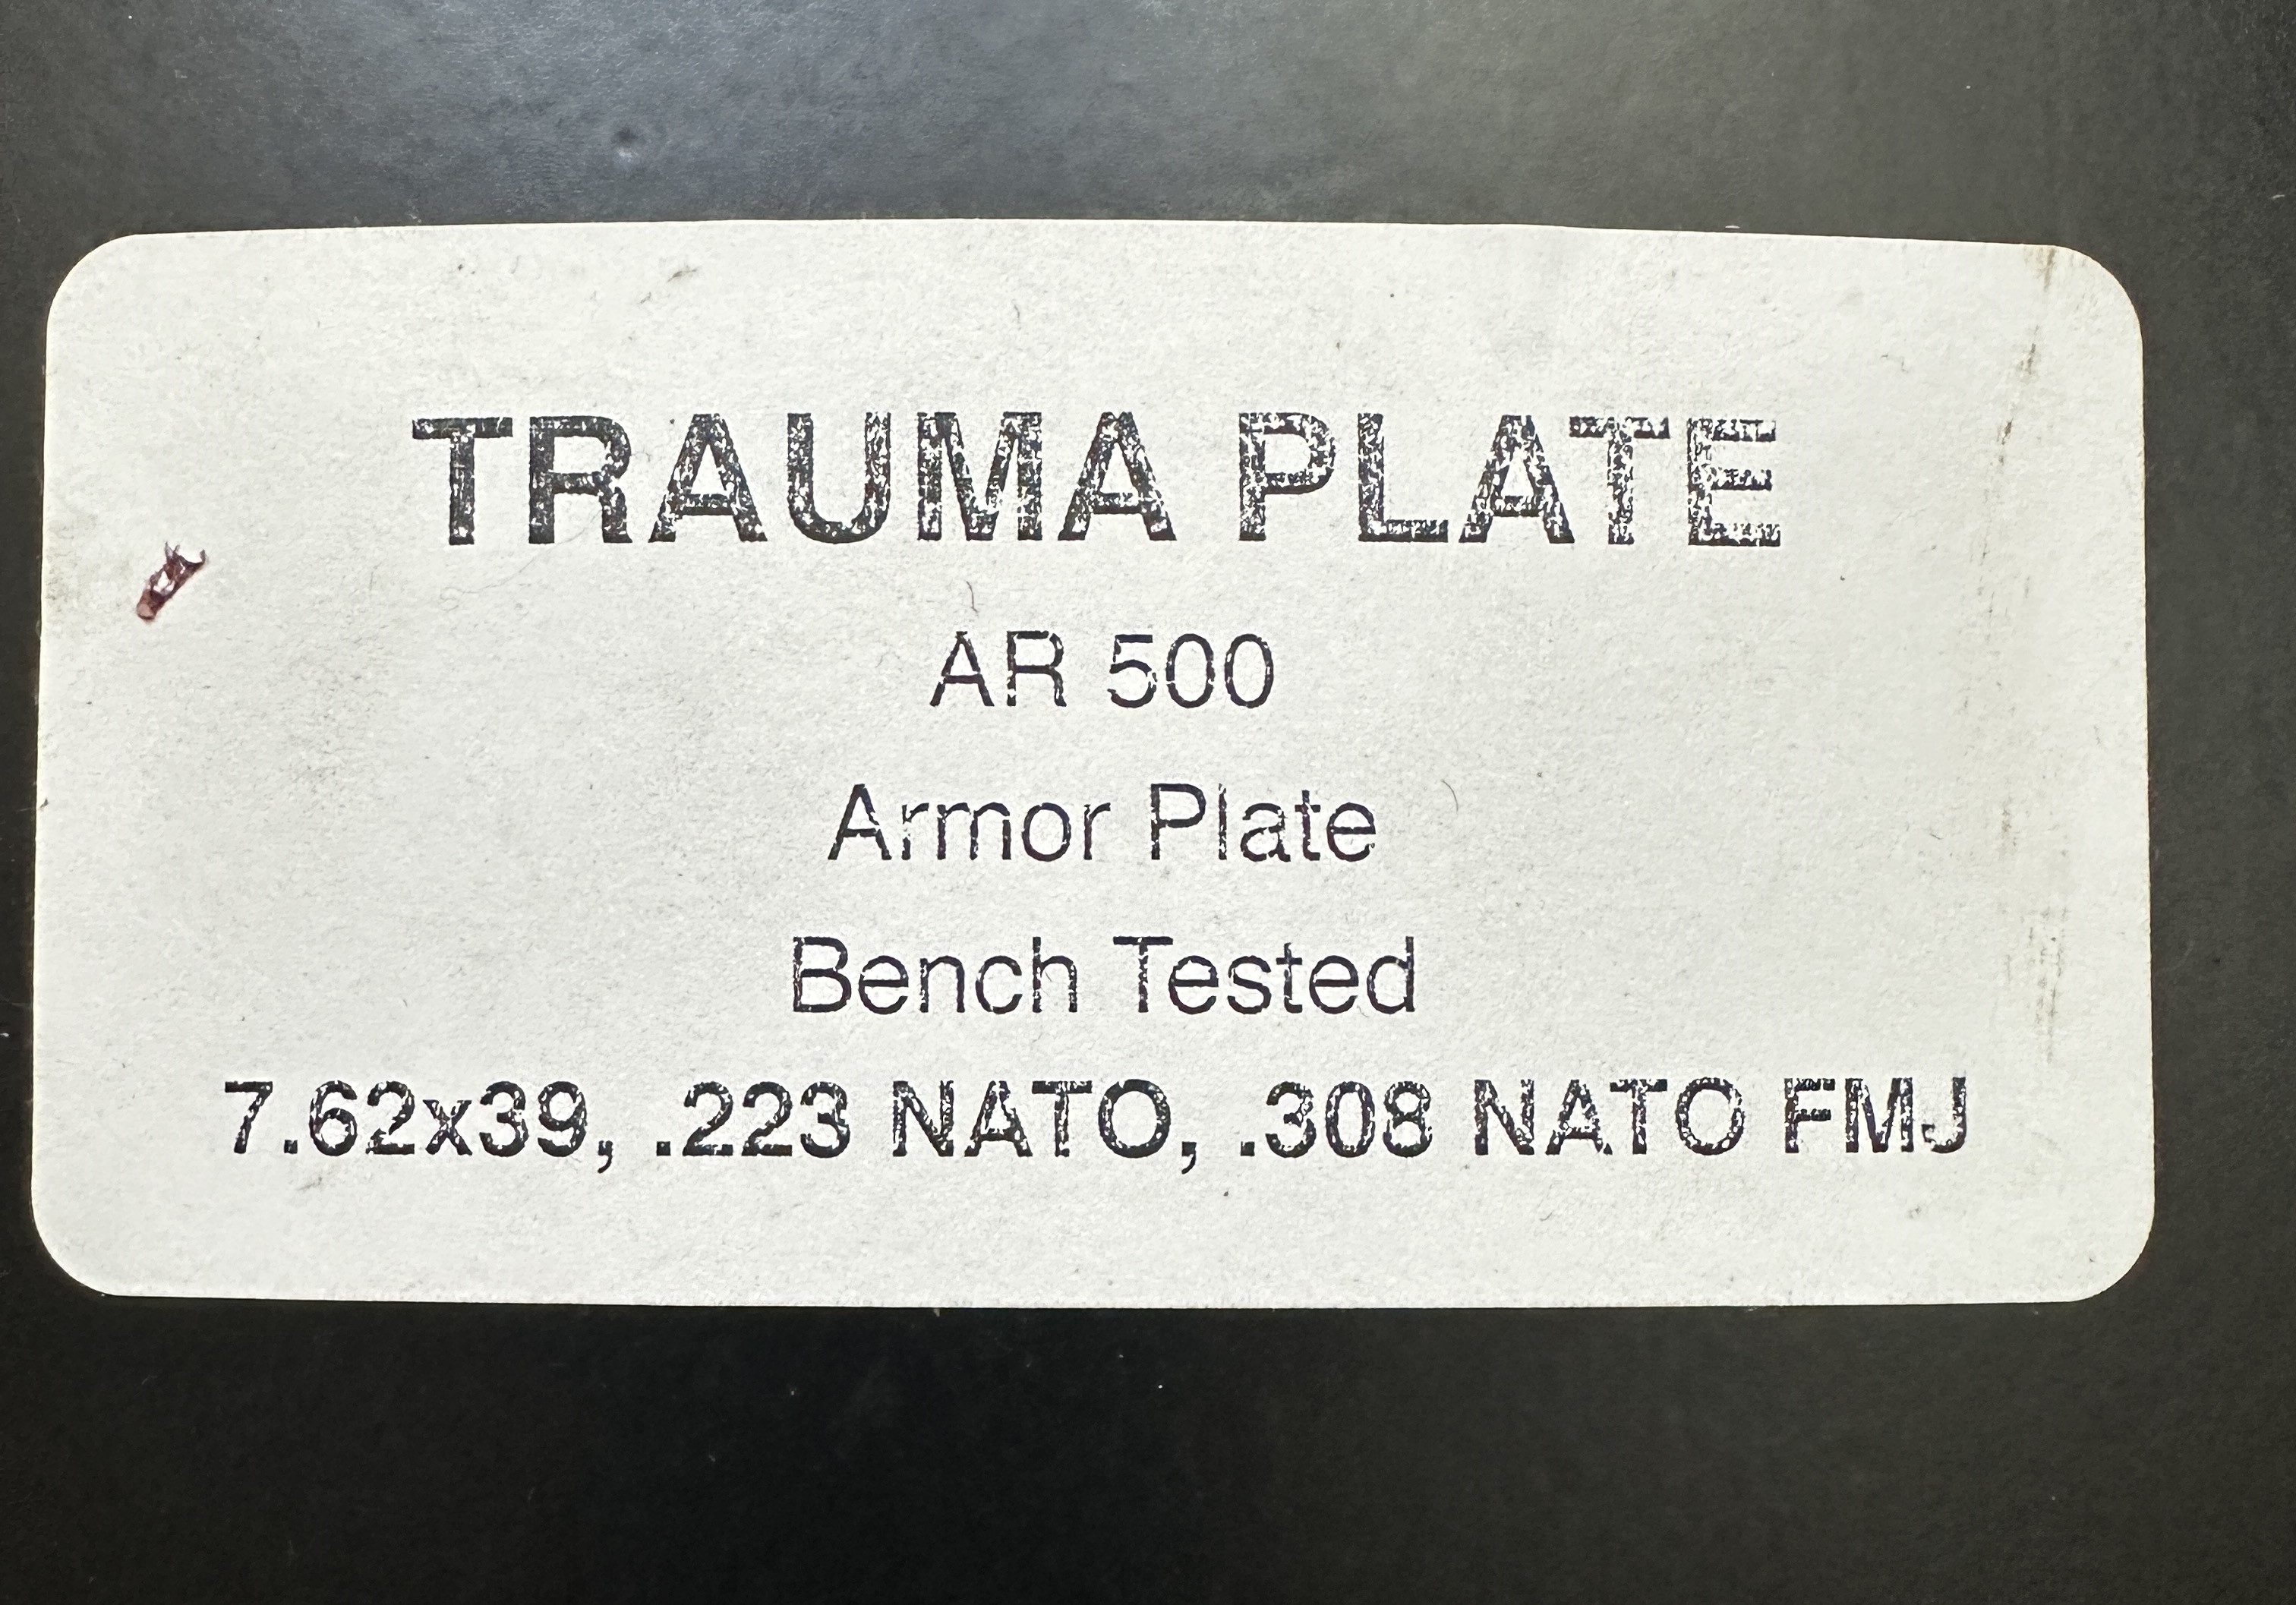 TRAUMA PLATE
AR 500
Armor Plate
Bench Tested
7.62x39, .223 NATO, .308 NATO FMJ